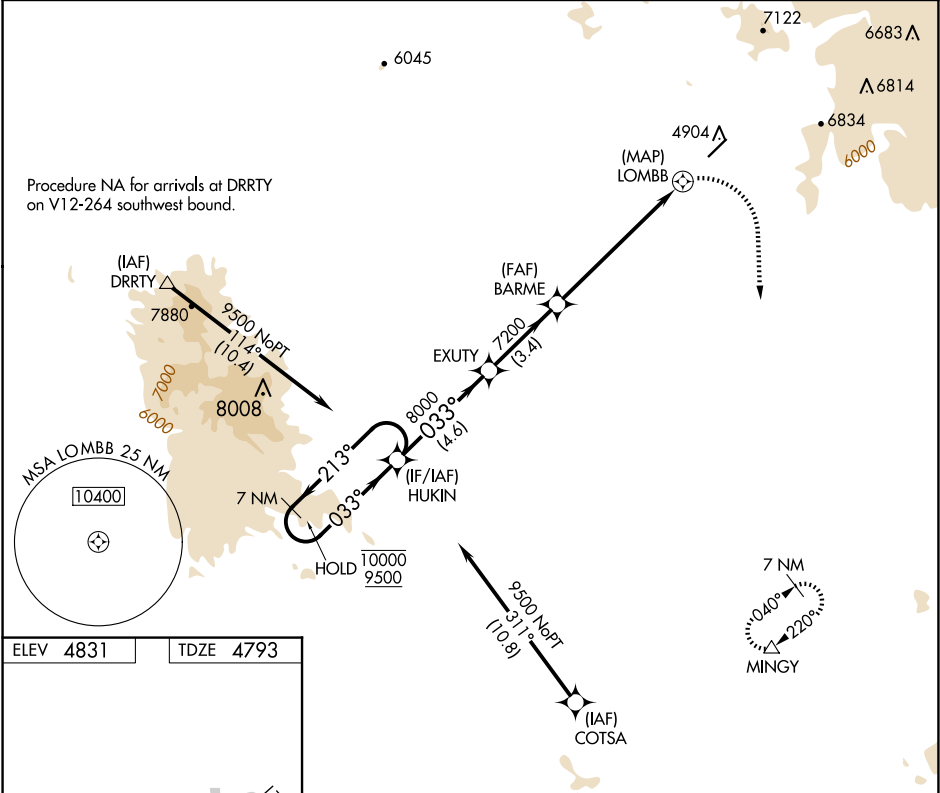 7122
6683
6045
6814
6834
6000
4904
(MAP)
LOMBB
Procedure NA for arrivals at DRRTY
on V12-264 southwest bound.
(IAF)
DRRTY
7880
9500 NoPT
114°
(10.4)
(FAF)
BARME
7200
(3.4)
EXUTY
7000
6000
8008
8000
033°
(4.6)
213°
033°
7 NM
(IF/IAF)
HUKIN
HOLD
10000
9500
MSA LOMBB 25 NM
10400
9500 NoPT
311°
(10.8)
(IAF)
COTSA
7 NM
040°
220°
MINGY
ELEV 4831
TDZE 4793